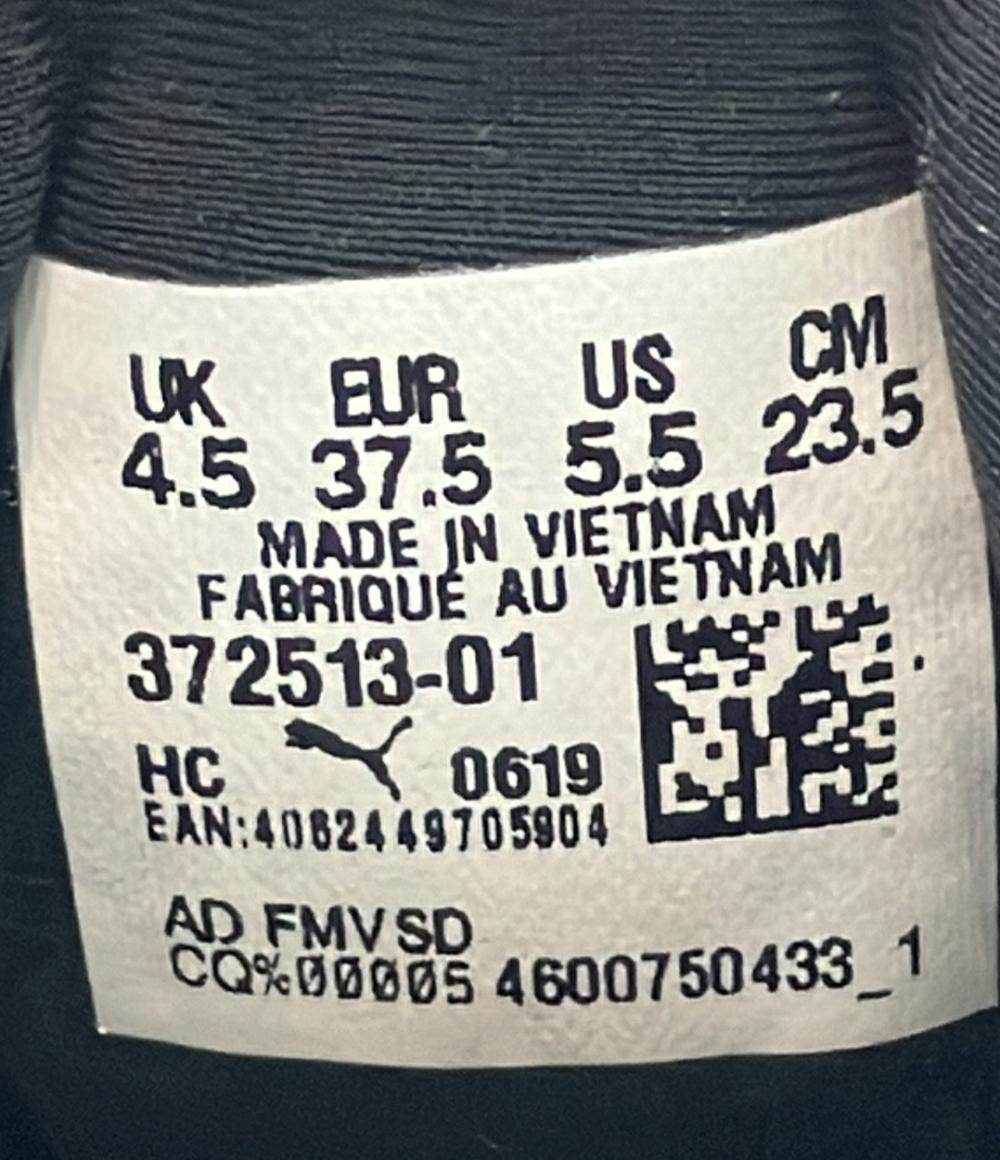 UK EUR US CM
4.5 37.5 5.5 23.5
MADE IN VIETNAM
FABRIQUÉ AU VIETNAM
372513-01
HC 0619
EAN:4062449705904
AD FMVSD
CQ%00005 4600750433_1